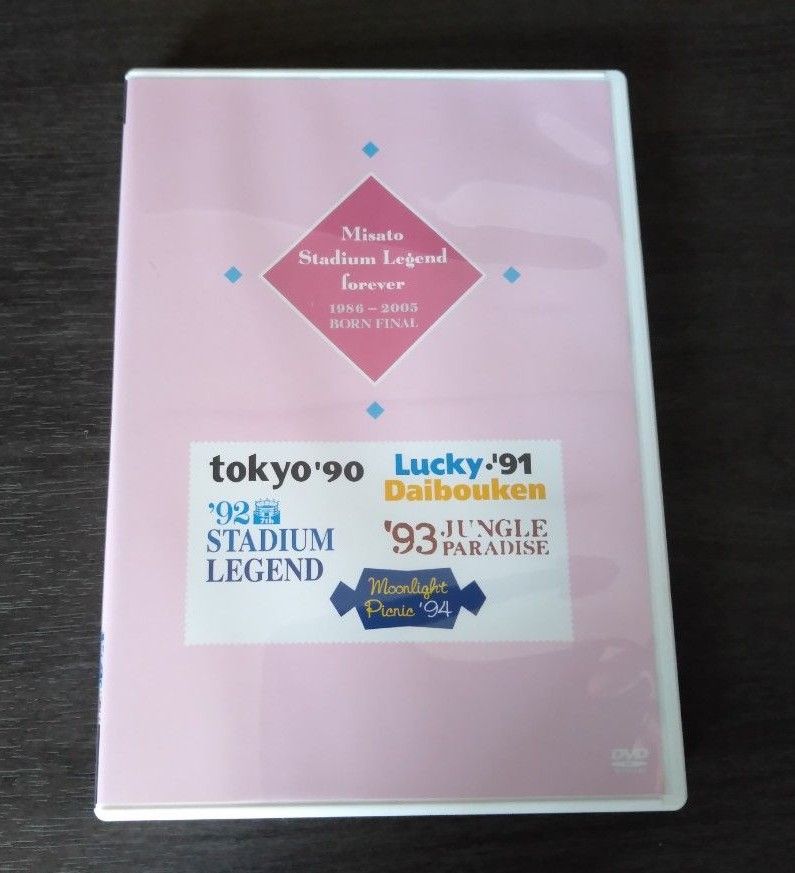 Misato
Stadium Legend
forever
1986 – 2005
BORN FINAL
tokyo '90
Lucky '91
Daibouken
'92 7th
STADIUM
LEGEND
'93 JUNGLE
PARADISE
Moonlight
Picnic '94
DVD